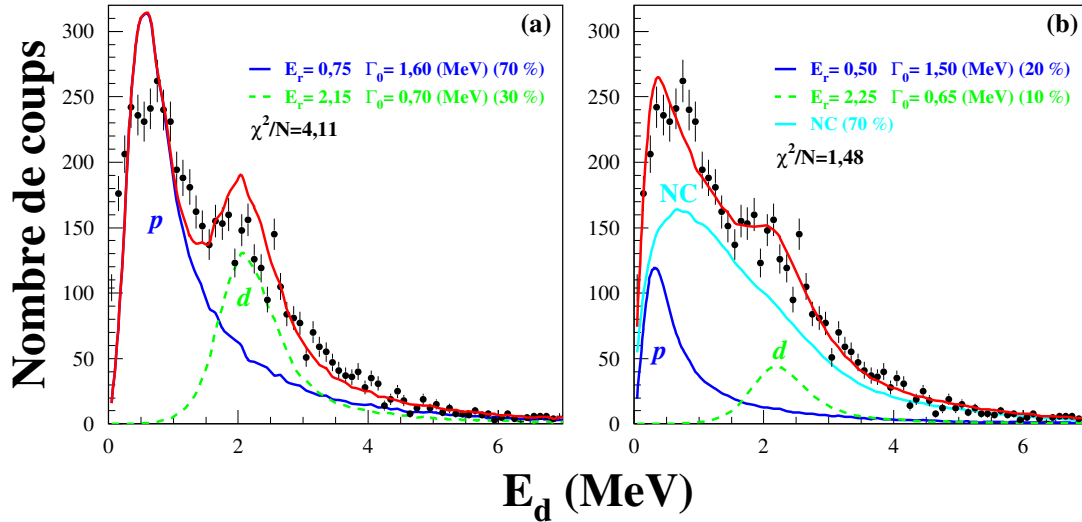 Nombre de coups
(a)
E_r= 0,75 Γ_0= 1,60 (MeV) (70 %)
E_r= 2,15 Γ_0= 0,70 (MeV) (30 %)
χ^2/N=4,11
p
d
300
250
200
150
100
50
0
0 2 4 6
(b)
E_r= 0,50 Γ_0= 1,50 (MeV) (20 %)
E_r= 2,25 Γ_0= 0,65 (MeV) (10 %)
NC (70 %)
χ^2/N=1,48
NC
p
d
300
250
200
150
100
50
0
0 2 4 6
E_d (MeV)